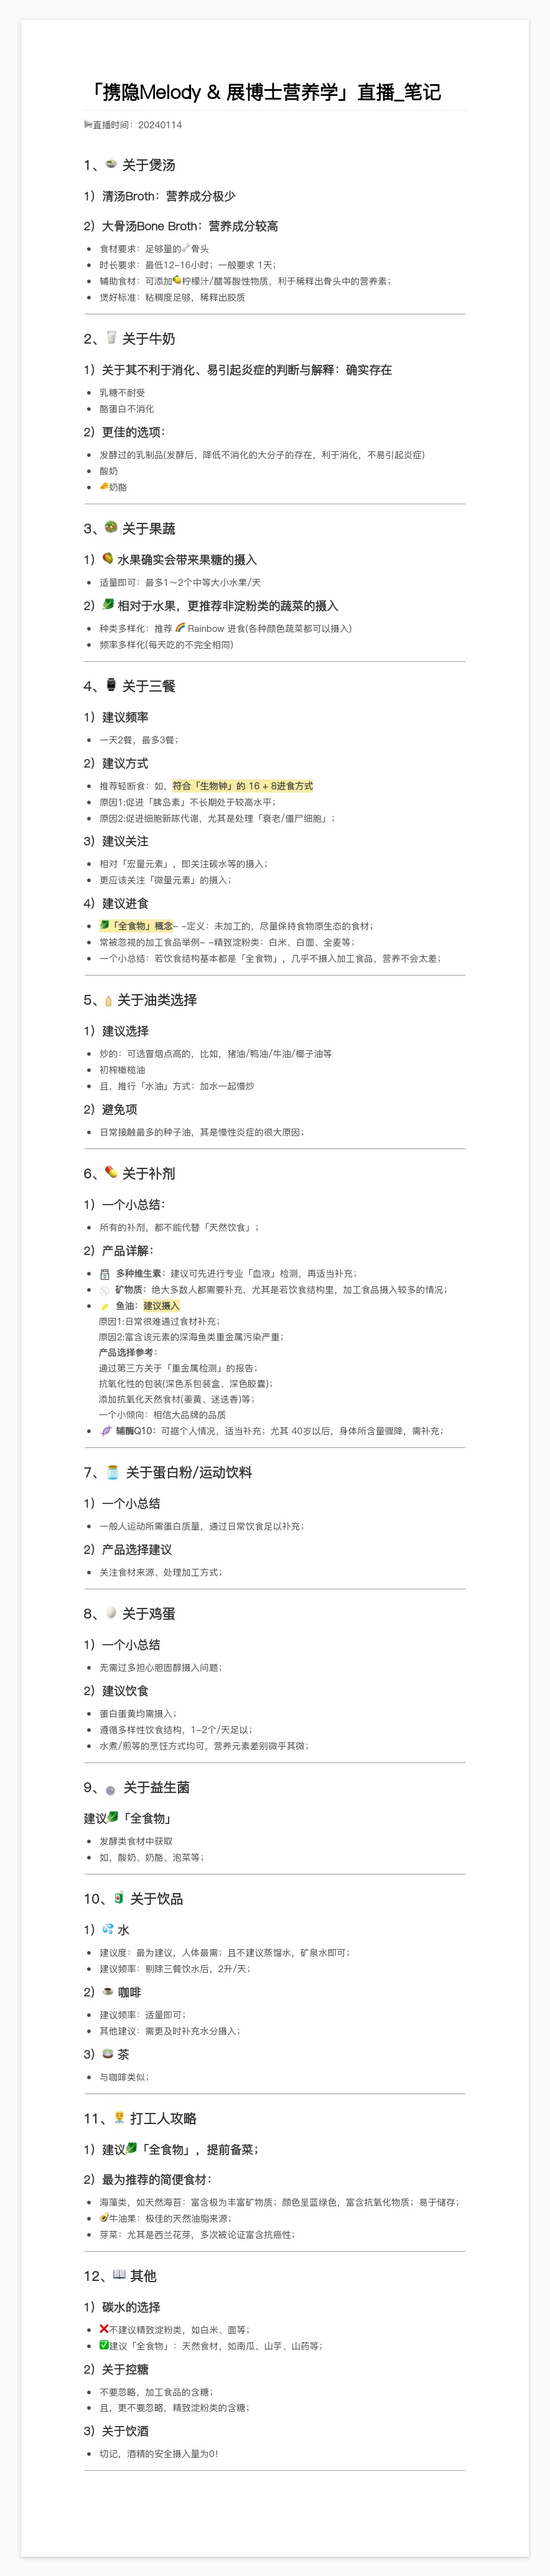 「携隐Melody & 展博士营养学」直播_笔记
直播时间：20240114
1、🍲 关于煲汤
1）清汤Broth：营养成分极少
2）大骨汤Bone Broth：营养成分较高
• 食材要求：足够量的🦴骨头
• 时长要求：最低12-16小时；一般要求 1天；
• 辅助食材：可添加🍋柠檬汁/醋等酸性物质，利于稀释出骨头中的营养素；
• 煲好标准：粘稠度足够，稀释出胶质
2、🥛 关于牛奶
1）关于其不利于消化、易引起炎症的判断与解释：确实存在
• 乳糖不耐受
• 酪蛋白不消化
2）更佳的选项：
• 发酵过的乳制品(发酵后，降低不消化的大分子的存在，利于消化，不易引起炎症)
• 酸奶
• 🧀奶酪
3、🥗 关于果蔬
1）🥭 水果确实会带来果糖的摄入
• 适量即可：最多1～2个中等大小水果/天
2）🥬 相对于水果，更推荐非淀粉类的蔬菜的摄入
• 种类多样化：推荐 🌈 Rainbow 进食(各种颜色蔬菜都可以摄入)
• 频率多样化(每天吃的不完全相同)
4、⌚ 关于三餐
1）建议频率
• 一天2餐，最多3餐；
2）建议方式
• 推荐轻断食：如，符合「生物钟」的 16 + 8进食方式
• 原因1:促进「胰岛素」不长期处于较高水平；
• 原因2:促进细胞新陈代谢，尤其是处理「衰老/僵尸细胞」；
3）建议关注
• 相对「宏量元素」，即关注碳水等的摄入；
• 更应该关注「微量元素」的摄入；
4）建议进食
• 🥬「全食物」概念- -定义：未加工的，尽量保持食物原生态的食材；
• 常被忽视的加工食品举例- -精致淀粉类：白米、白面、全麦等；
• 一个小总结：若饮食结构基本都是「全食物」，几乎不摄入加工食品，营养不会太差；
5、 关于油类选择
1）建议选择
• 炒的：可选冒烟点高的，比如，猪油/鸭油/牛油/椰子油等
• 初榨橄榄油
• 且，推行「水油」方式：加水一起慢炒
2）避免项
• 日常接触最多的种子油，其是慢性炎症的很大原因；
6、💊 关于补剂
1）一个小总结：
• 所有的补剂，都不能代替「天然饮食」；
2）产品详解：
• 多种维生素：建议可先进行专业「血液」检测，再适当补充；
• 矿物质：绝大多数人都需要补充，尤其是若饮食结构里，加工食品摄入较多的情况；
• 鱼油：建议摄入
原因1:日常很难通过食材补充；
原因2:富含该元素的深海鱼类重金属污染严重；
产品选择参考：
通过第三方关于「重金属检测」的报告；
抗氧化性的包装(深色系包装盒、深色胶囊)；
添加抗氧化天然食材(姜黄、迷迭香)等；
一个小倾向：相信大品牌的品质
• 辅酶Q10：可据个人情况，适当补充；尤其 40岁以后，身体所含量骤降，需补充；
7、 关于蛋白粉/运动饮料
1）一个小总结
• 一般人运动所需蛋白质量，通过日常饮食足以补充；
2）产品选择建议
• 关注食材来源、处理加工方式；
8、🥚 关于鸡蛋
1）一个小总结
• 无需过多担心胆固醇摄入问题；
2）建议饮食
• 蛋白蛋黄均需摄入；
• 遵循多样性饮食结构，1-2个/天足以；
• 水煮/煎等的烹饪方式均可，营养元素差别微乎其微；
9、 关于益生菌
建议🥬「全食物」
• 发酵类食材中获取
• 如，酸奶、奶酪、泡菜等；
10、🧃 关于饮品
1）💦 水
• 建议度：最为建议，人体最需；且不建议蒸馏水，矿泉水即可；
• 建议频率：剔除三餐饮水后，2升/天；
2）☕ 咖啡
• 建议频率：适量即可；
• 其他建议：需更及时补充水分摄入；
3）🍵 茶
• 与咖啡类似；
11、 打工人攻略
1）建议🥬「全食物」，提前备菜；
2）最为推荐的简便食材：
• 海藻类，如天然海苔：富含极为丰富矿物质；颜色呈蓝绿色，富含抗氧化物质；易于储存；
• 🥑牛油果：极佳的天然油脂来源；
• 芽菜：尤其是西兰花芽，多次被论证富含抗癌性；
12、📖 其他
1）碳水的选择
• ❌不建议精致淀粉类，如白米、面等；
• ✅建议「全食物」：天然食材，如南瓜、山芋、山药等；
2）关于控糖
• 不要忽略，加工食品的含糖；
• 且，更不要忽略，精致淀粉类的含糖；
3）关于饮酒
• 切记，酒精的安全摄入量为0！